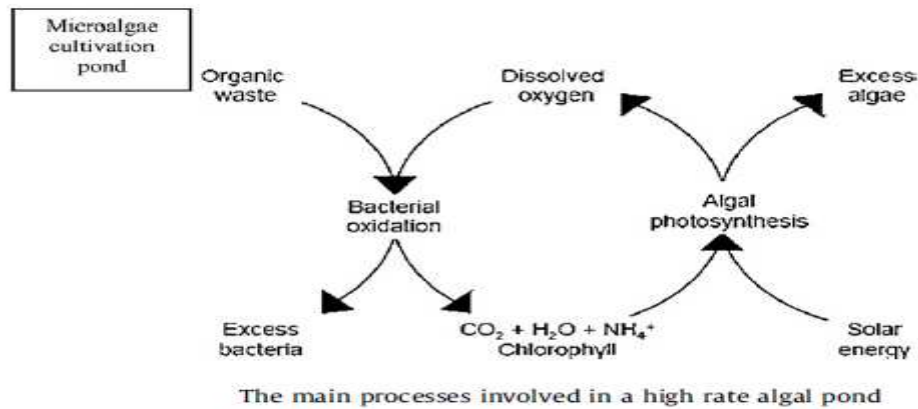 Microalgae
cultivation
pond
Organic
waste
Dissolved
oxygen
Excess
algae
Bacterial
oxidation
Algal
photosynthesis
Excess
bacteria
CO₂ + H₂O + NH₄⁺
Chlorophyll
Solar
energy
The main processes involved in a high rate algal pond